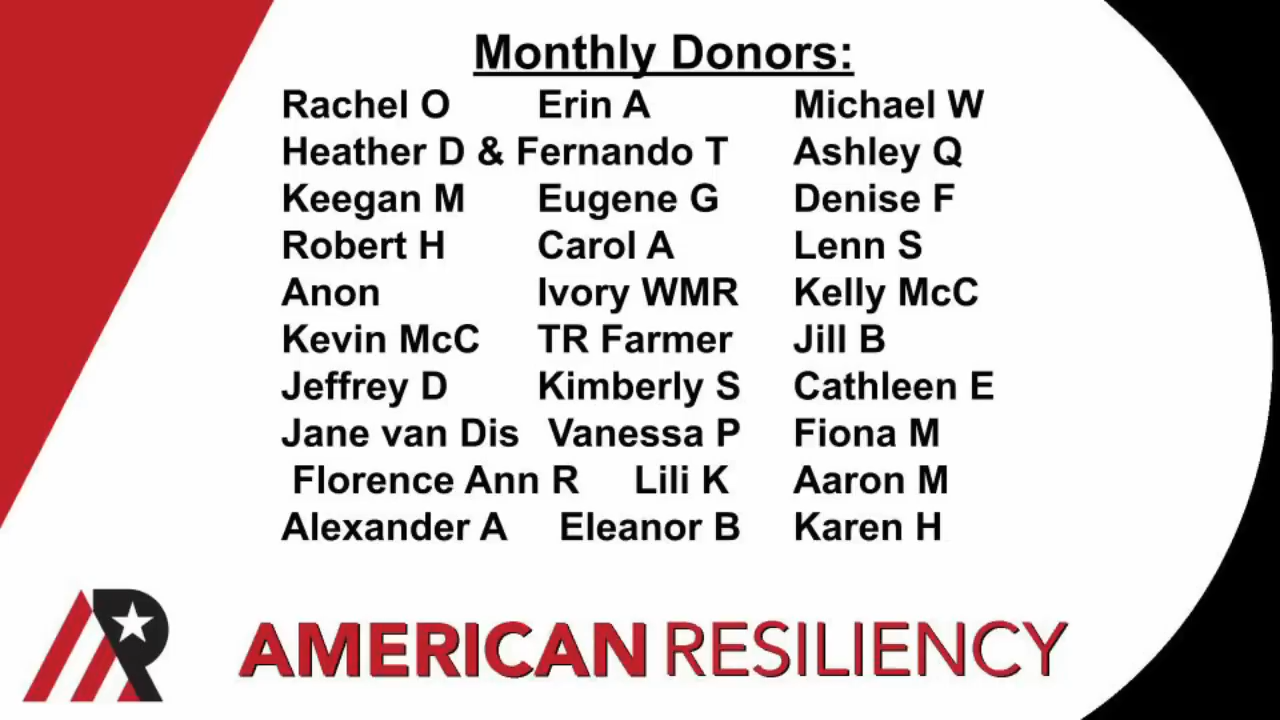 Monthly Donors:
Rachel O Erin A Michael W
Heather D & Fernando T Ashley Q
Keegan M Eugene G Denise F
Robert H Carol A Lenn S
Anon Ivory WMR Kelly McC
Kevin McC TR Farmer Jill B
Jeffrey D Kimberly S Cathleen E
Jane van Dis Vanessa P Fiona M
Florence Ann R Lili K Aaron M
Alexander A Eleanor B Karen H
AMERICAN RESILIENCY